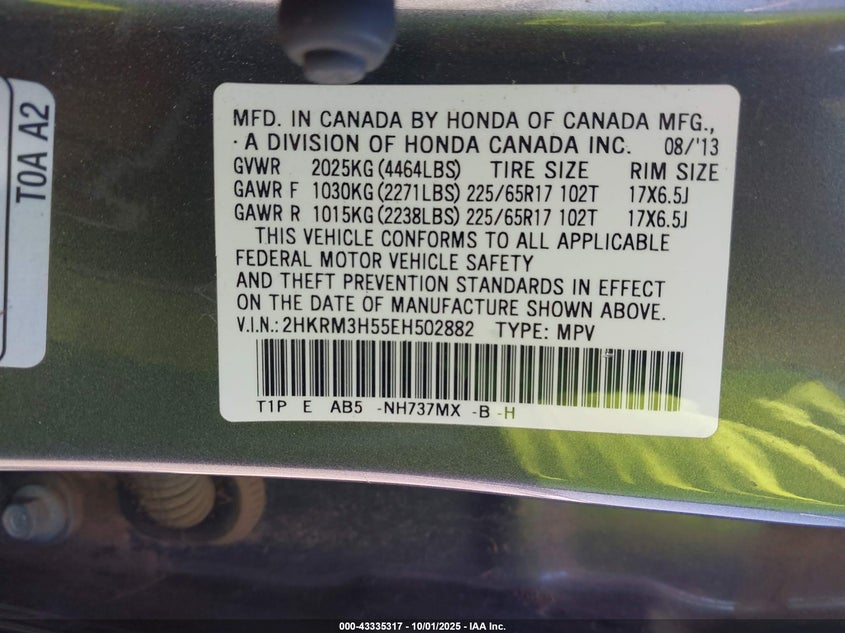 T0A A2
MFD. IN CANADA BY HONDA OF CANADA MFG.,
A DIVISION OF HONDA CANADA INC. 08/'13
GVWR 2025KG(4464LBS) TIRE SIZE RIM SIZE
GAWR F 1030KG(2271LBS) 225/65R17 102T 17X6.5J
GAWR R 1015KG(2238LBS) 225/65R17 102T 17X6.5J
THIS VEHICLE CONFORMS TO ALL APPLICABLE
FEDERAL MOTOR VEHICLE SAFETY
AND THEFT PREVENTION STANDARDS IN EFFECT
ON THE DATE OF MANUFACTURE SHOWN ABOVE.
V.I.N.: 2HKRM3H55EH502882 TYPE: MPV
T1P E AB5 -NH737MX -B -H
000-43335317 - 10/01/2025 - IAA Inc.